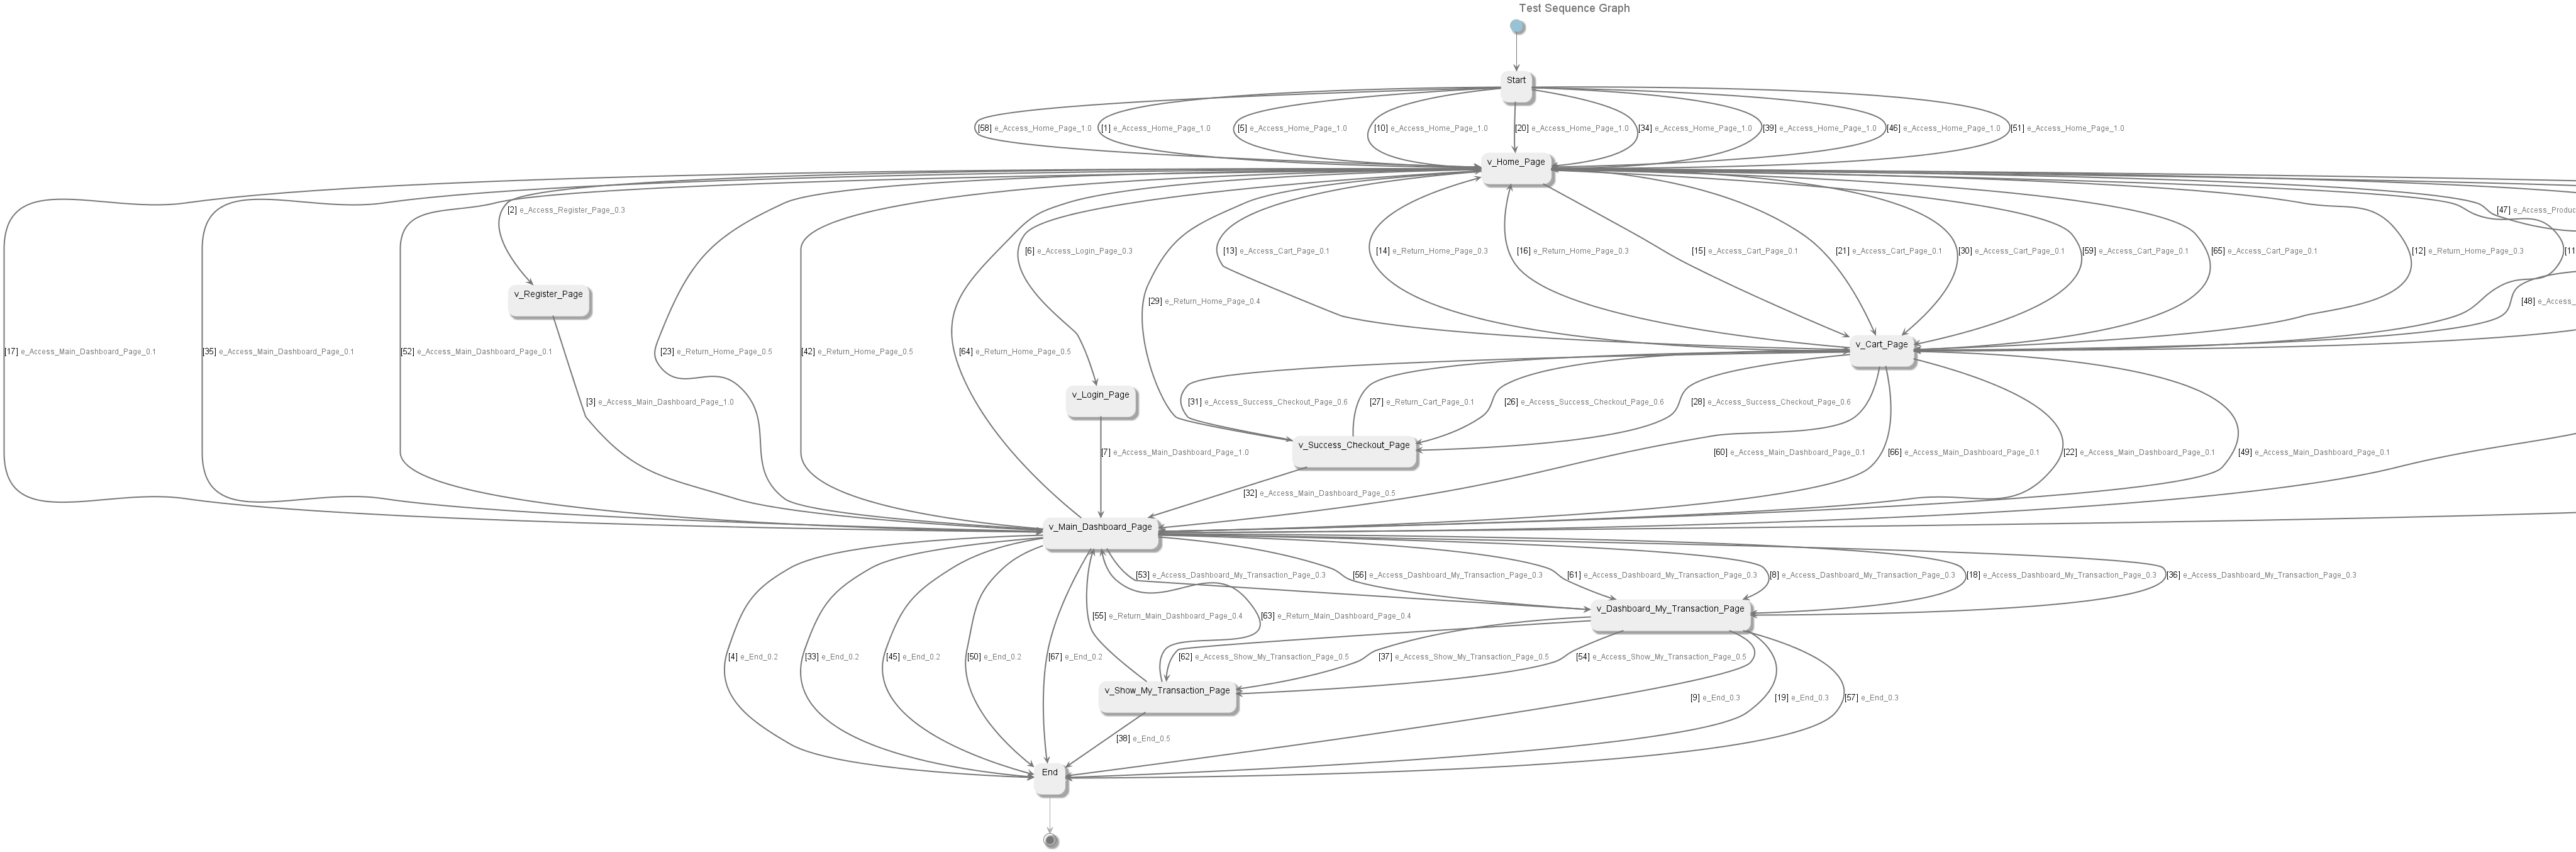 Test Sequence Graph
Start
[58] e_Access_Home_Page_1.0
[1] e_Access_Home_Page_1.0
[5] e_Access_Home_Page_1.0
[10] e_Access_Home_Page_1.0
[20] e_Access_Home_Page_1.0
[34] e_Access_Home_Page_1.0
[39] e_Access_Home_Page_1.0
[46] e_Access_Home_Page_1.0
[51] e_Access_Home_Page_1.0
v_Home_Page
[2] e_Access_Register_Page_0.3
[47] e_Access_Produc
[6] e_Access_Login_Page_0.3
[13] e_Access_Cart_Page_0.1
[14] e_Return_Home_Page_0.3
[16] e_Return_Home_Page_0.3
[15] e_Access_Cart_Page_0.1
[21] e_Access_Cart_Page_0.1
[30] e_Access_Cart_Page_0.1
[59] e_Access_Cart_Page_0.1
[65] e_Access_Cart_Page_0.1
[12] e_Return_Home_Page_0.3
[11
v_Register_Page
[29] e_Return_Home_Page_0.4
[48] e_Access_
[17] e_Access_Main_Dashboard_Page_0.1
[35] e_Access_Main_Dashboard_Page_0.1
[52] e_Access_Main_Dashboard_Page_0.1
[23] e_Return_Home_Page_0.5
[42] e_Return_Home_Page_0.5
[64] e_Return_Home_Page_0.5
v_Cart_Page
v_Login_Page
[3] e_Access_Main_Dashboard_Page_1.0
[31] e_Access_Success_Checkout_Page_0.6
[27] e_Return_Cart_Page_0.1
[26] e_Access_Success_Checkout_Page_0.6
[28] e_Access_Success_Checkout_Page_0.6
v_Success_Checkout_Page
[7] e_Access_Main_Dashboard_Page_1.0
[60] e_Access_Main_Dashboard_Page_0.1
[66] e_Access_Main_Dashboard_Page_0.1
[22] e_Access_Main_Dashboard_Page_0.1
[49] e_Access_Main_Dashboard_Page_0.1
[32] e_Access_Main_Dashboard_Page_0.5
v_Main_Dashboard_Page
[53] e_Access_Dashboard_My_Transaction_Page_0.3
[56] e_Access_Dashboard_My_Transaction_Page_0.3
[61] e_Access_Dashboard_My_Transaction_Page_0.3
[8] e_Access_Dashboard_My_Transaction_Page_0.3
[18] e_Access_Dashboard_My_Transaction_Page_0.3
[36] e_Access_Dashboard_My_Transaction_Page_0.3
v_Dashboard_My_Transaction_Page
[55] e_Return_Main_Dashboard_Page_0.4
[63] e_Return_Main_Dashboard_Page_0.4
[4] e_End_0.2
[33] e_End_0.2
[45] e_End_0.2
[50] e_End_0.2
[67] e_End_0.2
[62] e_Access_Show_My_Transaction_Page_0.5
[37] e_Access_Show_My_Transaction_Page_0.5
[54] e_Access_Show_My_Transaction_Page_0.5
v_Show_My_Transaction_Page
[9] e_End_0.3
[19] e_End_0.3
[57] e_End_0.3
[38] e_End_0.5
End